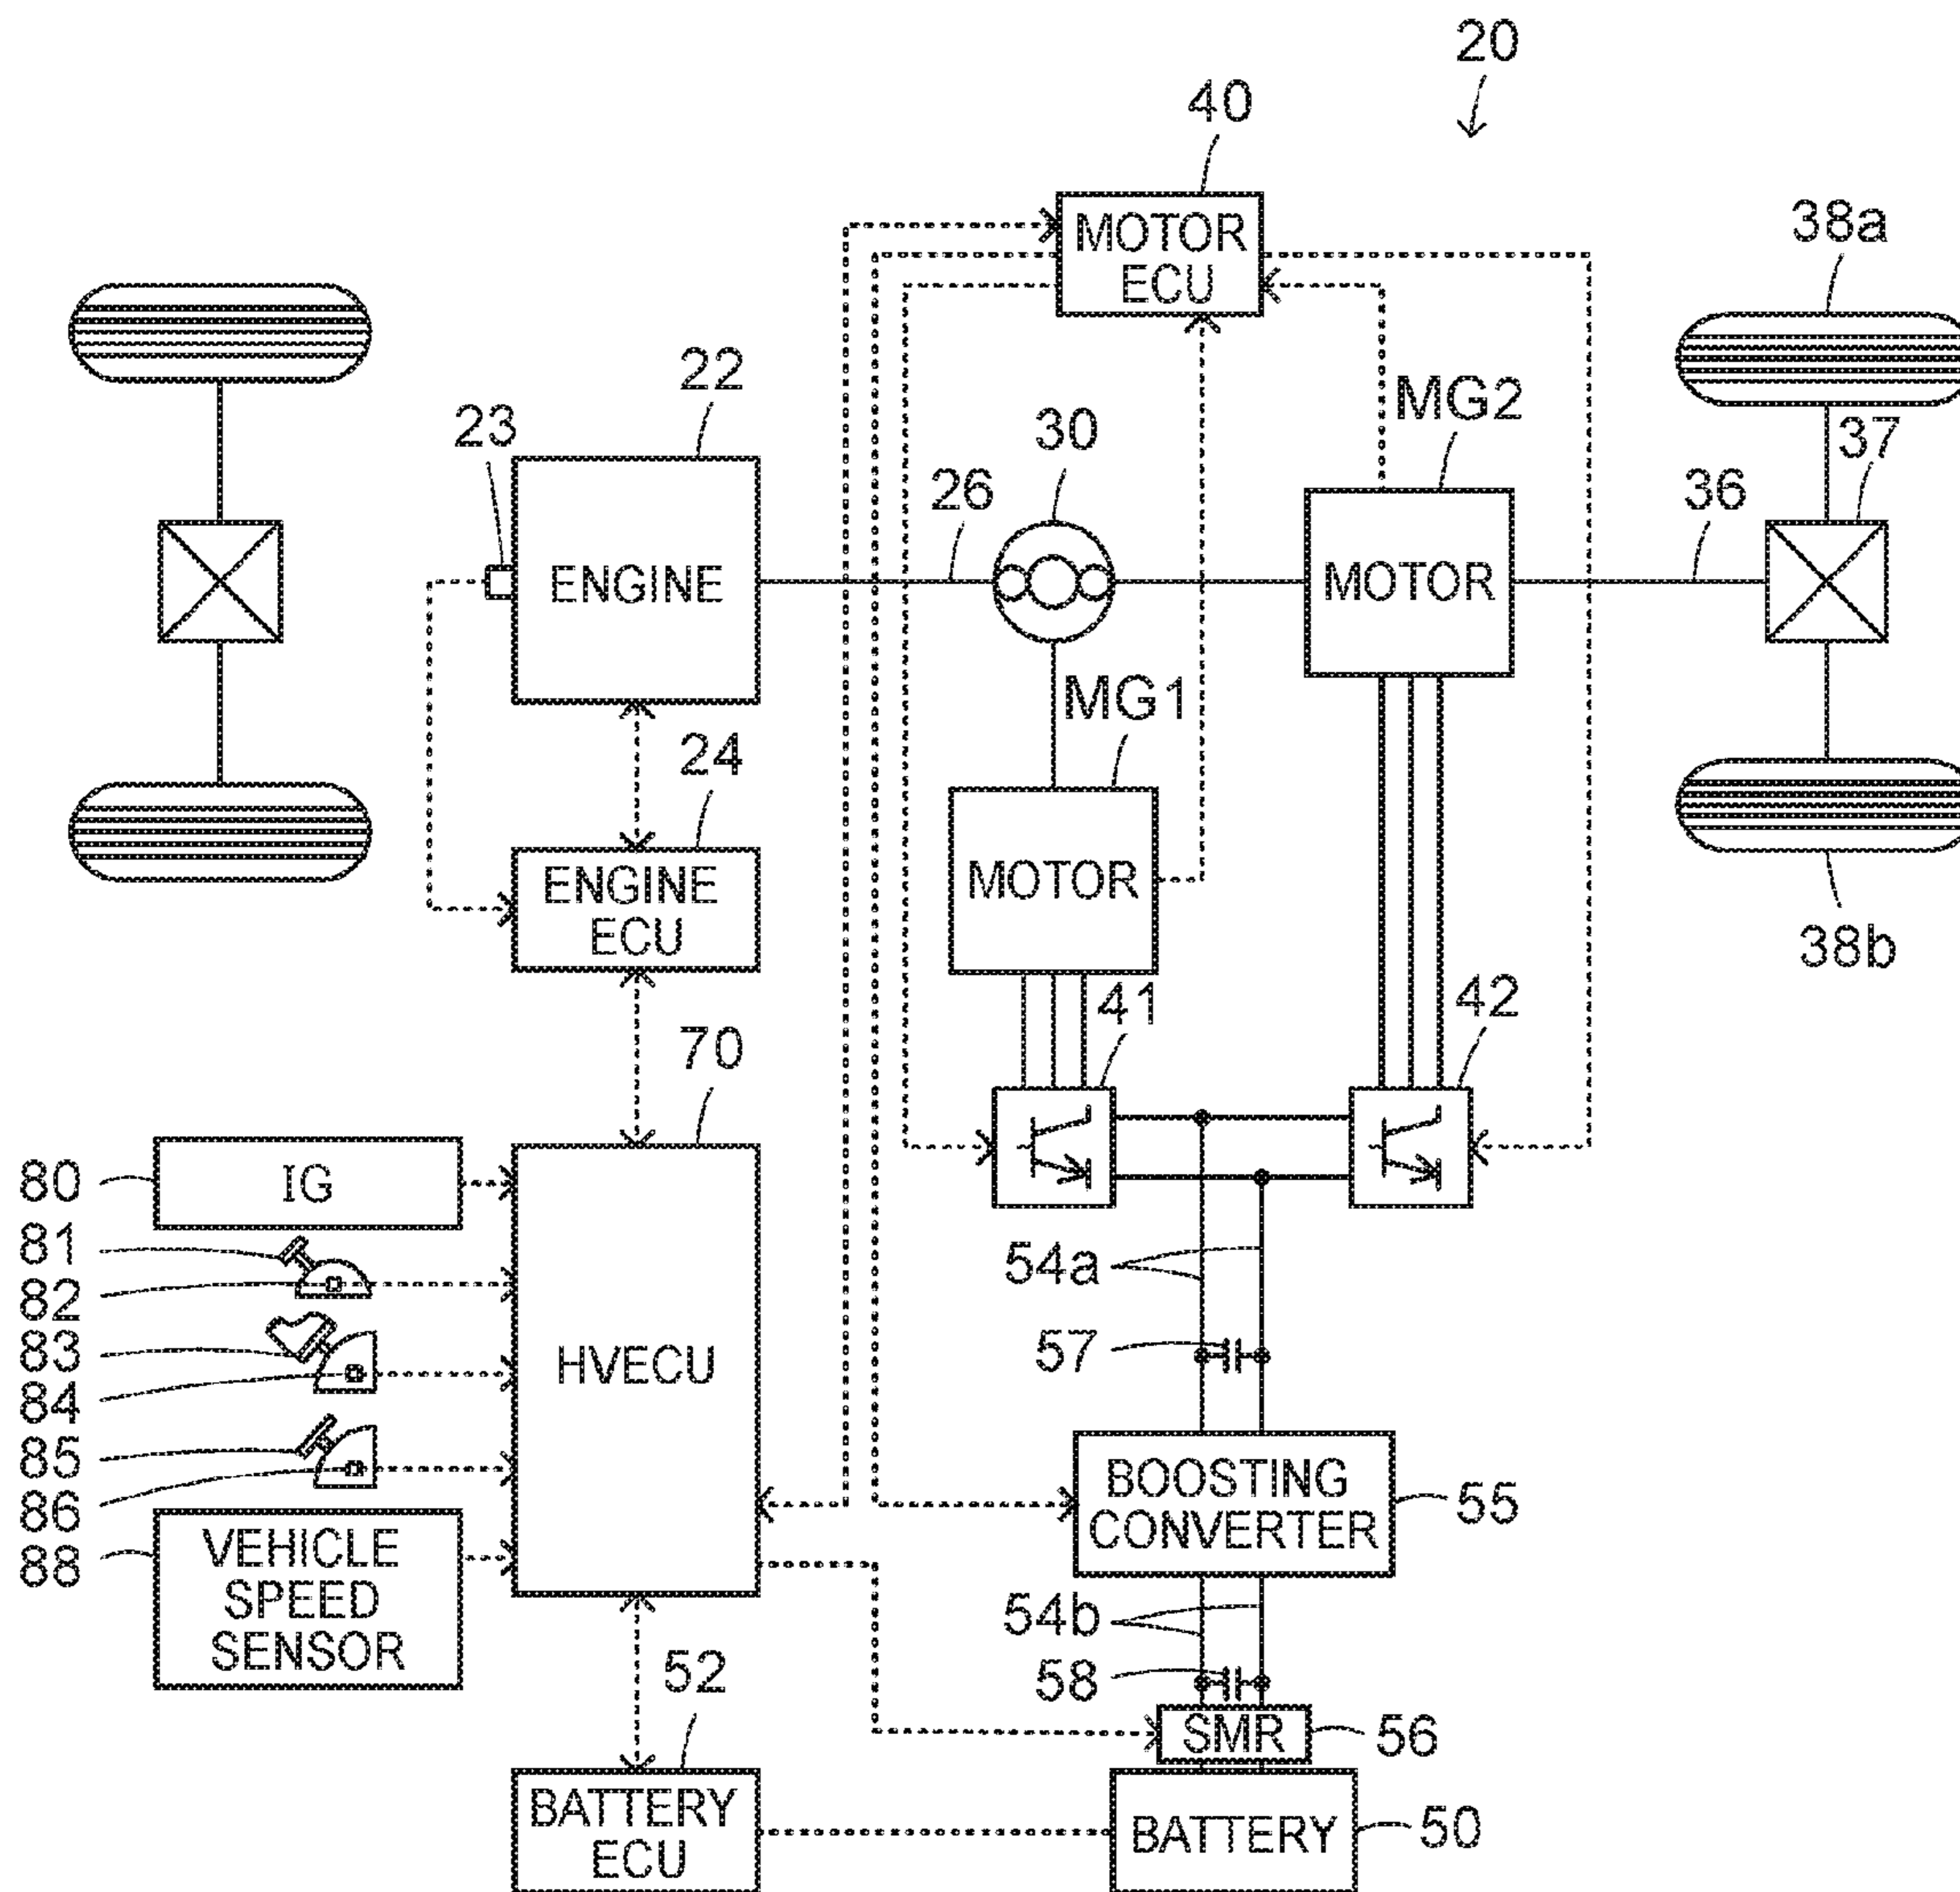 20
40
MOTOR
ECU
38a
22
MG2
23
30
37
26
36
ENGINE
MOTOR
MG1
24
MOTOR
ENGINE
ECU
38b
41
42
70
80
IG
81
54a
82
83
57
HVECU
84
85
BOOSTING
CONVERTER
55
86
88
VEHICLE
SPEED
SENSOR
54b
52
58
SMR
56
BATTERY
ECU
BATTERY
50